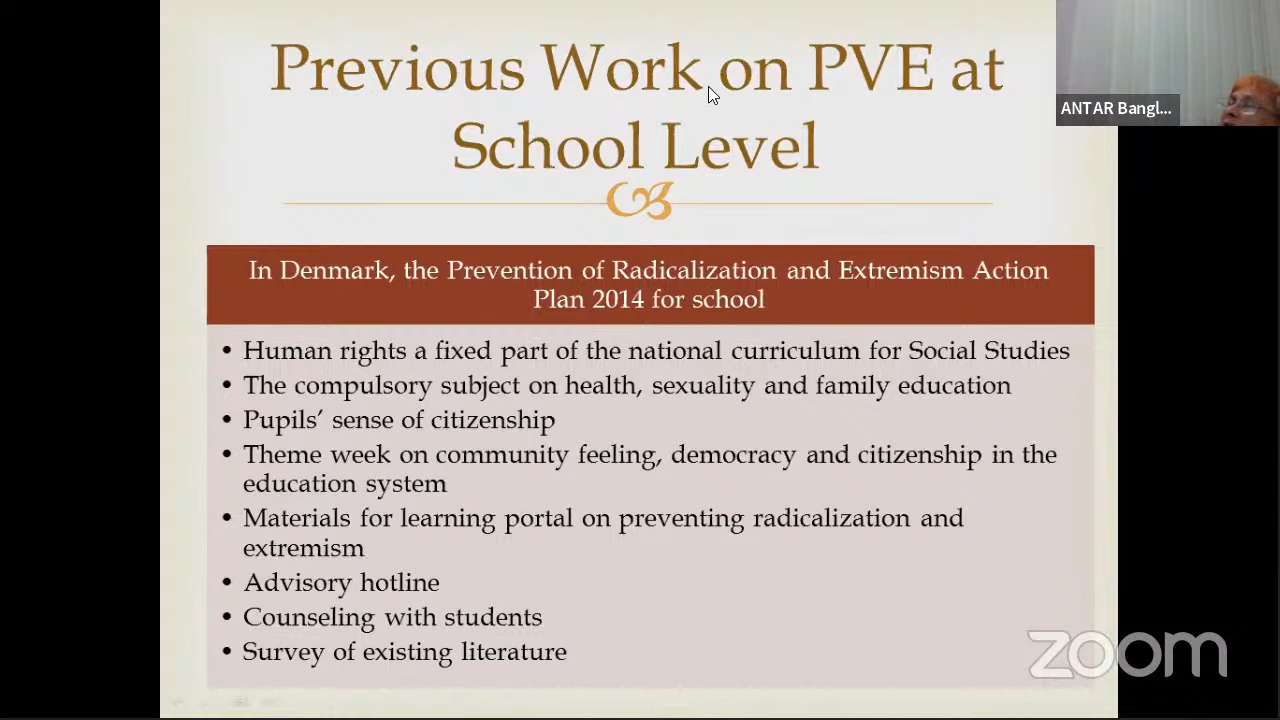 Previous Work on PVE at
School Level
ANTAR Bangl...
In Denmark, the Prevention of Radicalization and Extremism Action
Plan 2014 for school
• Human rights a fixed part of the national curriculum for Social Studies
• The compulsory subject on health, sexuality and family education
• Pupils’ sense of citizenship
• Theme week on community feeling, democracy and citizenship in the
education system
• Materials for learning portal on preventing radicalization and
extremism
• Advisory hotline
• Counseling with students
• Survey of existing literature
zoom